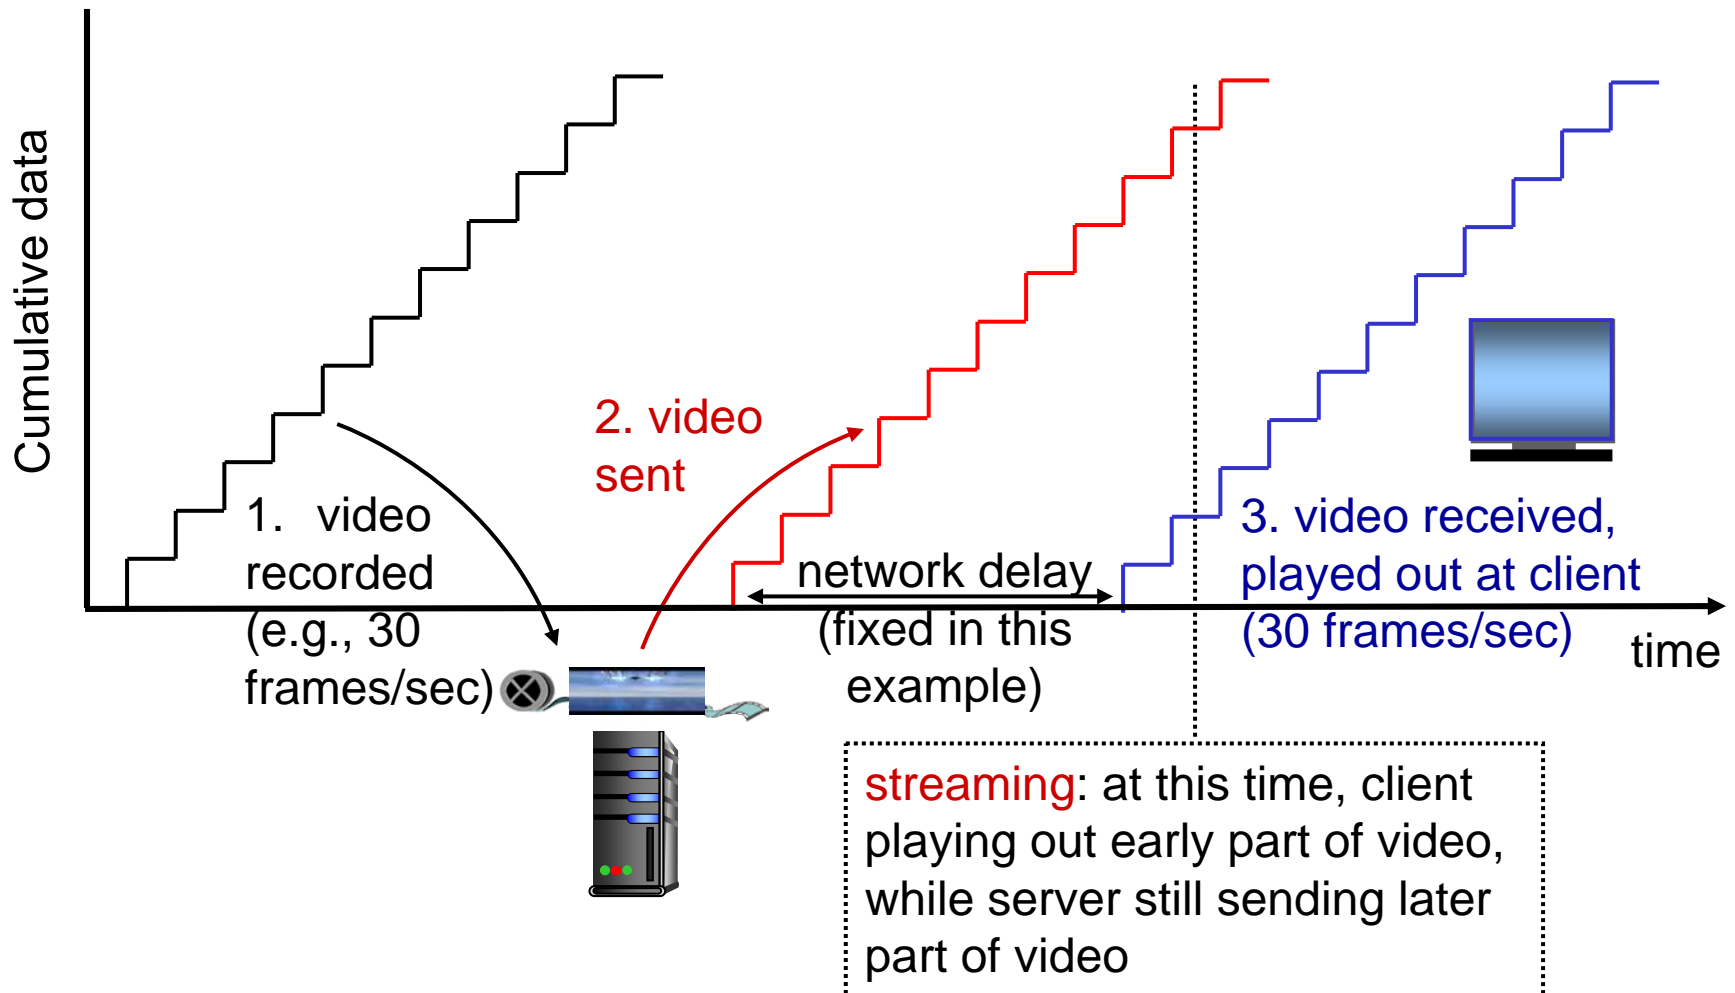 Cumulative data
1. video
recorded
(e.g., 30
frames/sec)
2. video
sent
network delay
(fixed in this
example)
3. video received,
played out at client
(30 frames/sec)
time
streaming: at this time, client
playing out early part of video,
while server still sending later
part of video